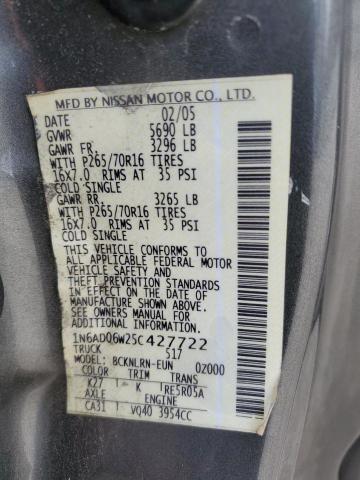 MFD BY NISSAN MOTOR CO., LTD.
DATE 02/05
GVWR 5690 LB
GAWR FR. 3296 LB
WITH P265/70R16 TIRES
16X7.0 RIMS AT 35 PSI
COLD SINGLE
GAWR RR. 3265 LB
WITH P265/70R16 TIRES
16X7.0 RIMS AT 35 PSI
COLD SINGLE
THIS VEHICLE CONFORMS TO
ALL APPLICABLE FEDERAL MOTOR
VEHICLE SAFETY AND
THEFT PREVENTION STANDARDS
IN EFFECT ON THE DATE OF
MANUFACTURE SHOWN ABOVE.
SEE OWNER'S MANUAL FOR
ADDITIONAL INFORMATION.
1N6AD06W25C427722
TRUCK 517
MODEL: BCKNLRN-EUN 02000
COLOR TRIM TRANS
K27 K RE5R05A
AXLE ENGINE
CA31 VQ40 3954CC